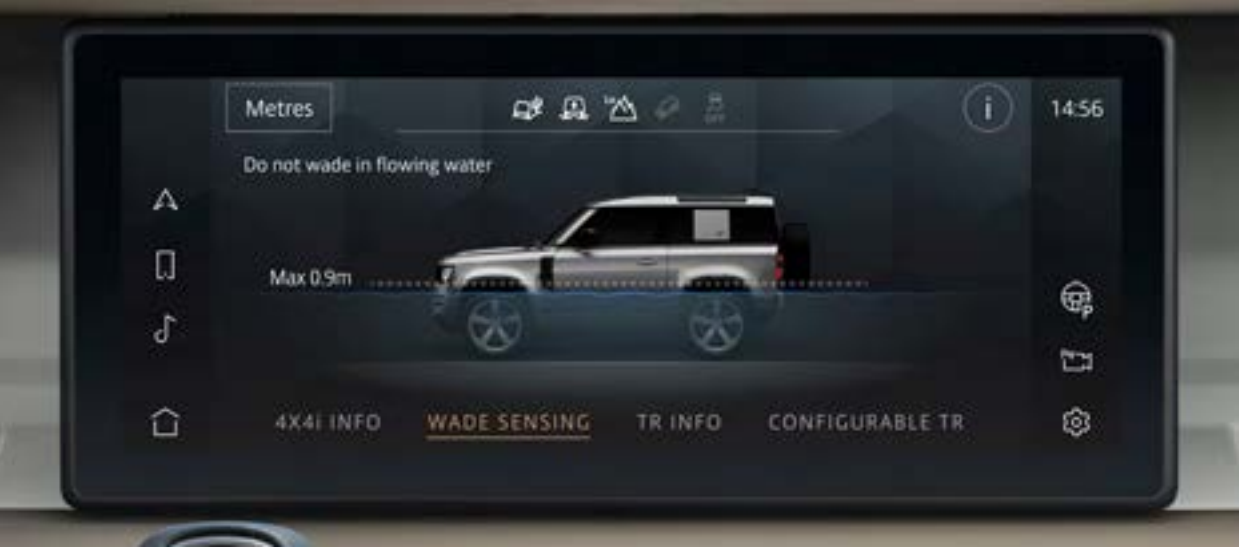 Metres
i
14:56
Do not wade in flowing water
Max 0.9m
4X4i INFO
WADE SENSING
TR INFO
CONFIGURABLE TR